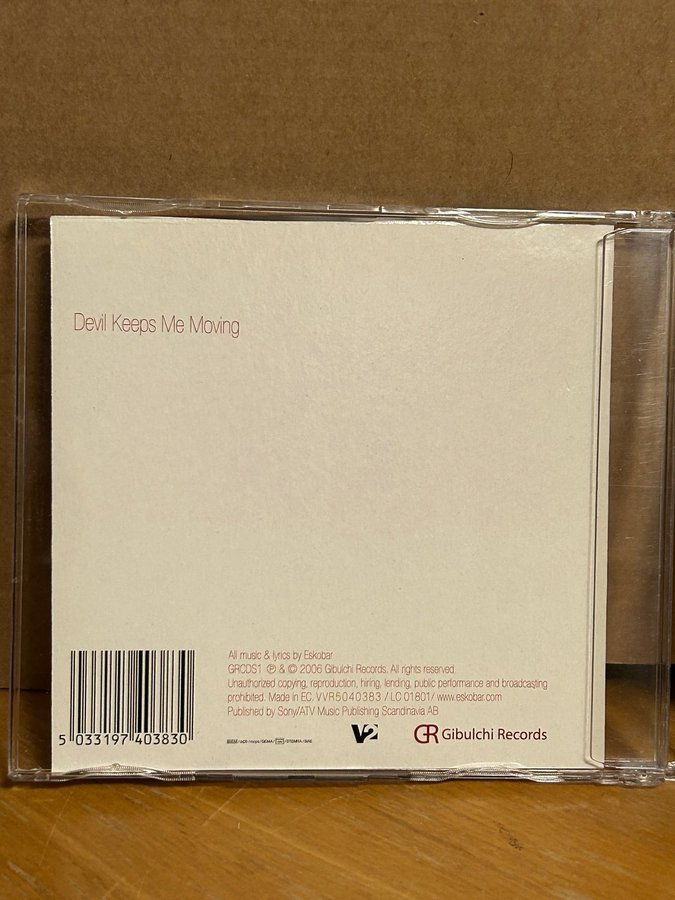 Devil Keeps Me Moving
All music & lyrics by Eskobar
GRCDS1 ℗ & © 2006 Gibulchi Records. All rights reserved.
Unauthorized copying, reproduction, hiring, lending, public performance and broadcasting
prohibited. Made in EC. VVR5040383 / LC 01801/ www.eskobar.com
Published by Sony/ATV Music Publishing Scandinavia AB
5 033197 403830
V2
GR Gibulchi Records